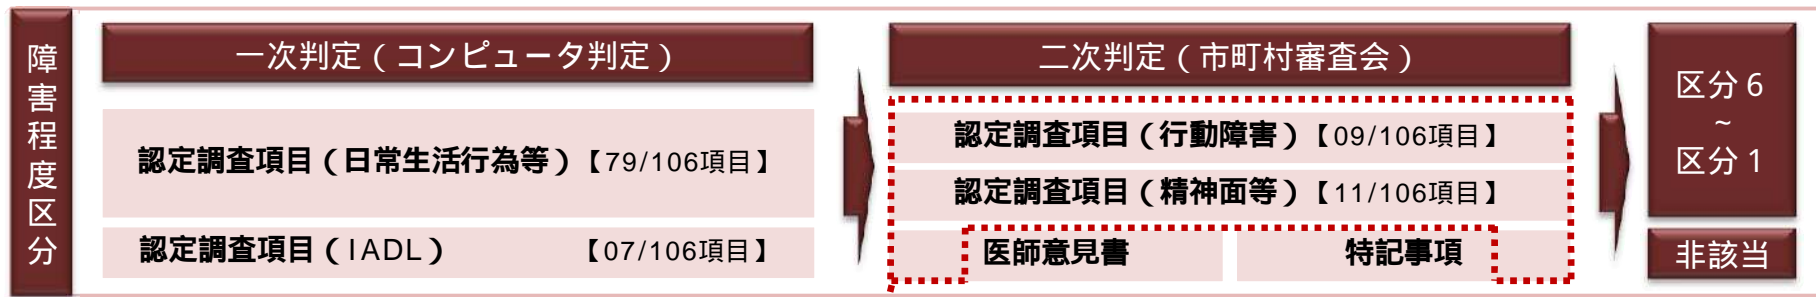 障害程度区分
一次判定（コンピュータ判定）
認定調査項目（日常生活行為等）【79/106項目】
認定調査項目（IADL）【07/106項目】
二次判定（市町村審査会）
認定調査項目（行動障害）【09/106項目】
認定調査項目（精神面等）【11/106項目】
医師意見書
特記事項
区分６
~
区分１
非該当